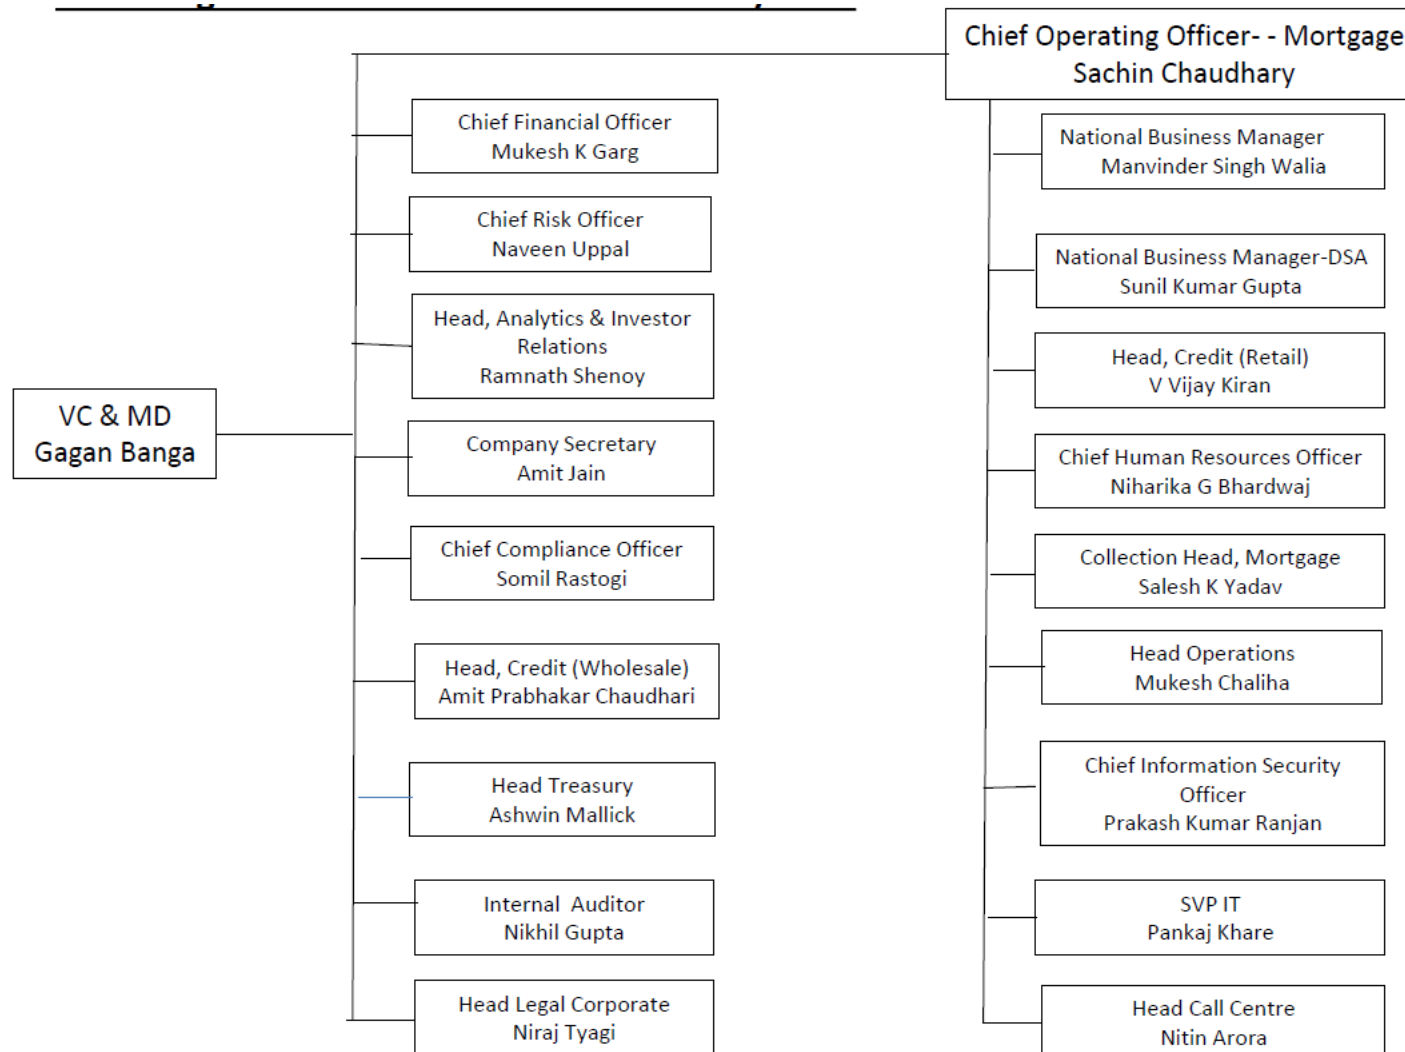 Chief Operating Officer- - Mortgage
Sachin Chaudhary
Chief Financial Officer
Mukesh K Garg
Chief Risk Officer
Naveen Uppal
Head, Analytics & Investor
Relations
Ramnath Shenoy
VC & MD
Gagan Banga
Company Secretary
Amit Jain
Chief Compliance Officer
Somil Rastogi
Head, Credit (Wholesale)
Amit Prabhakar Chaudhari
Head Treasury
Ashwin Mallick
Internal  Auditor
Nikhil Gupta
Head Legal Corporate
Niraj Tyagi
National Business Manager
Manvinder Singh Walia
National Business Manager-DSA
Sunil Kumar Gupta
Head, Credit (Retail)
V Vijay Kiran
Chief Human Resources Officer
Niharika G Bhardwaj
Collection Head, Mortgage
Salesh K Yadav
Head Operations
Mukesh Chaliha
Chief Information Security
Officer
Prakash Kumar Ranjan
SVP IT
Pankaj Khare
Head Call Centre
Nitin Arora